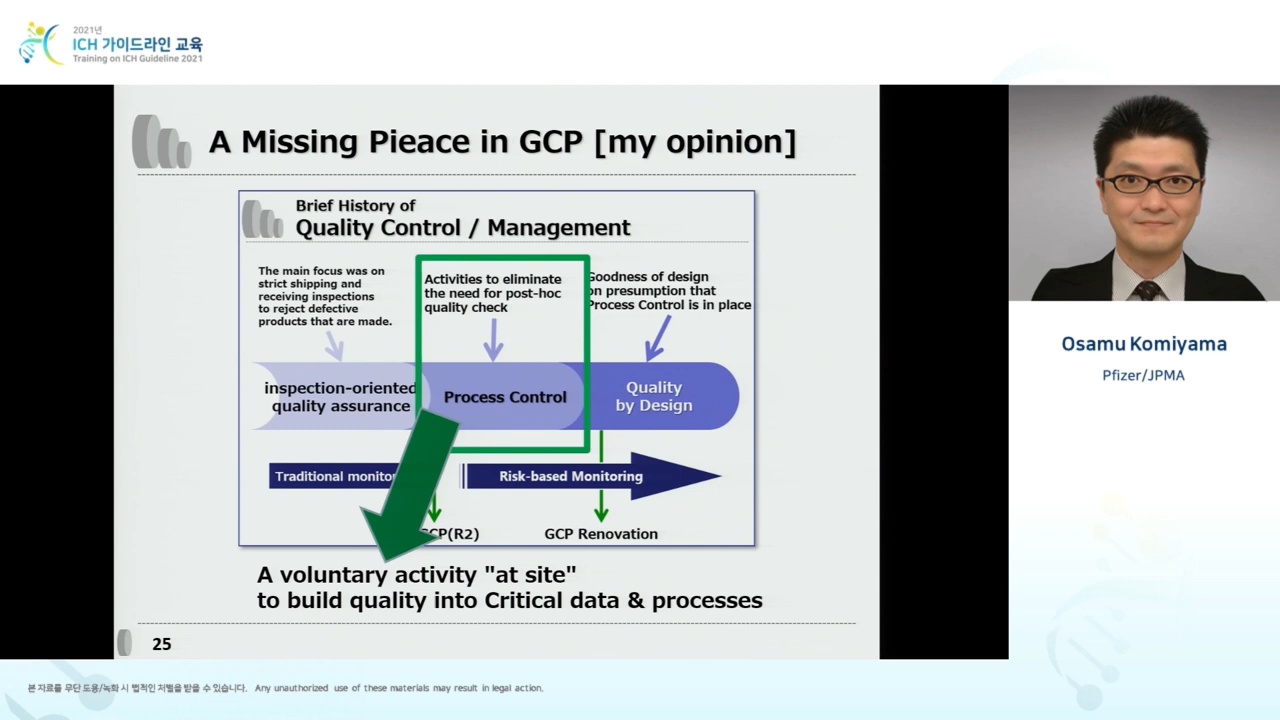 2021년
ICH 가이드라인 교육
Training on ICH Guideline 2021
A Missing Pieace in GCP [my opinion]
Brief History of
Quality Control / Management
The main focus was on
strict shipping and
receiving inspections
to reject defective
products that are made.
Activities to eliminate
the need for post-hoc
quality check
Goodness of design
on presumption that
Process Control is in place
inspection-oriented
quality assurance
Process Control
Quality
by Design
Traditional monitor
Risk-based Monitoring
GCP(R2)
GCP Renovation
A voluntary activity "at site"
to build quality into Critical data & processes
25
Osamu Komiyama
Pfizer/JPMA
본 자료를 무단 도용/녹화 시 법적인 처벌을 받을 수 있습니다. Any unauthorized use of these materials may result in legal action.